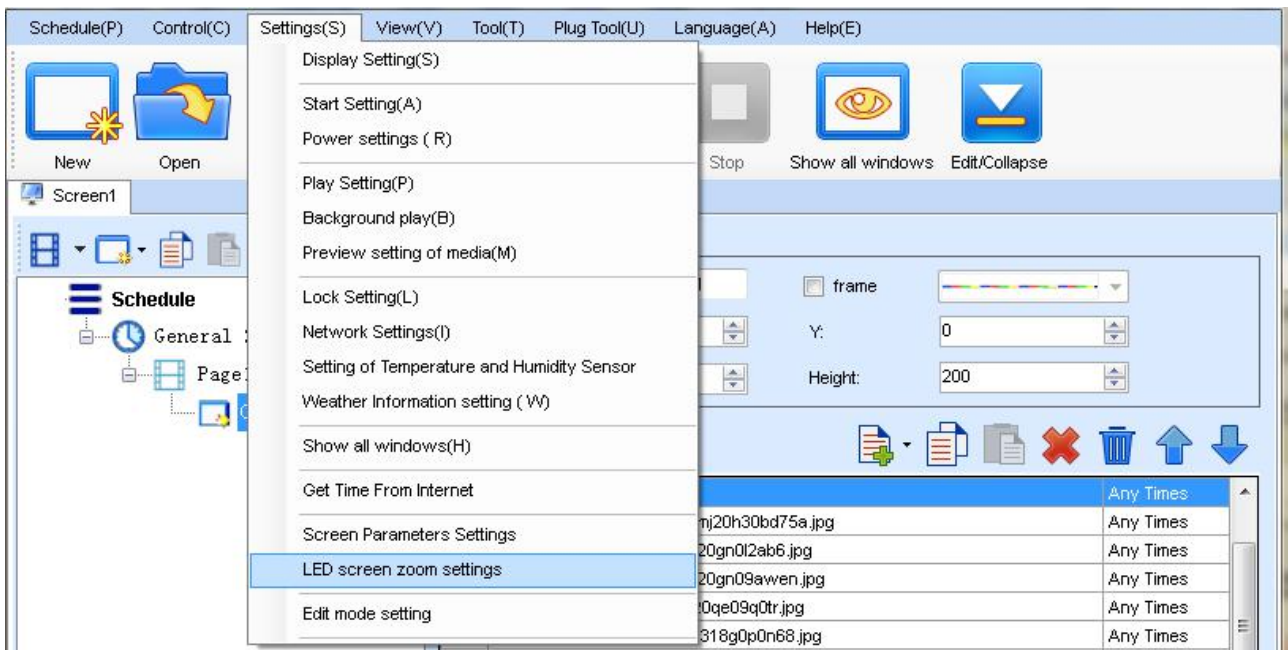 Schedule(P) Control(C) Settings(S) View(V) Tool(T) Plug Tool(U) Language(A) Help(E)
Display Setting(S)
Start Setting(A)
Power settings ( R)
Play Setting(P)
Background play(B)
Preview setting of media(M)
Lock Setting(L)
Network Settings(I)
Setting of Temperature and Humidity Sensor
Weather Information setting ( W)
Show all windows(H)
Get Time From Internet
Screen Parameters Settings
LED screen zoom settings
Edit mode setting
New Open Stop Show all windows Edit/Collapse
Screen1
Schedule
General
Page1
frame
Y: 0
Height: 200
Any Times
nj20h30bd75a.jpg Any Times
20gn0l2ab6.jpg Any Times
20gn09awen.jpg Any Times
0qe09q0tr.jpg Any Times
318g0p0n68.jpg Any Times